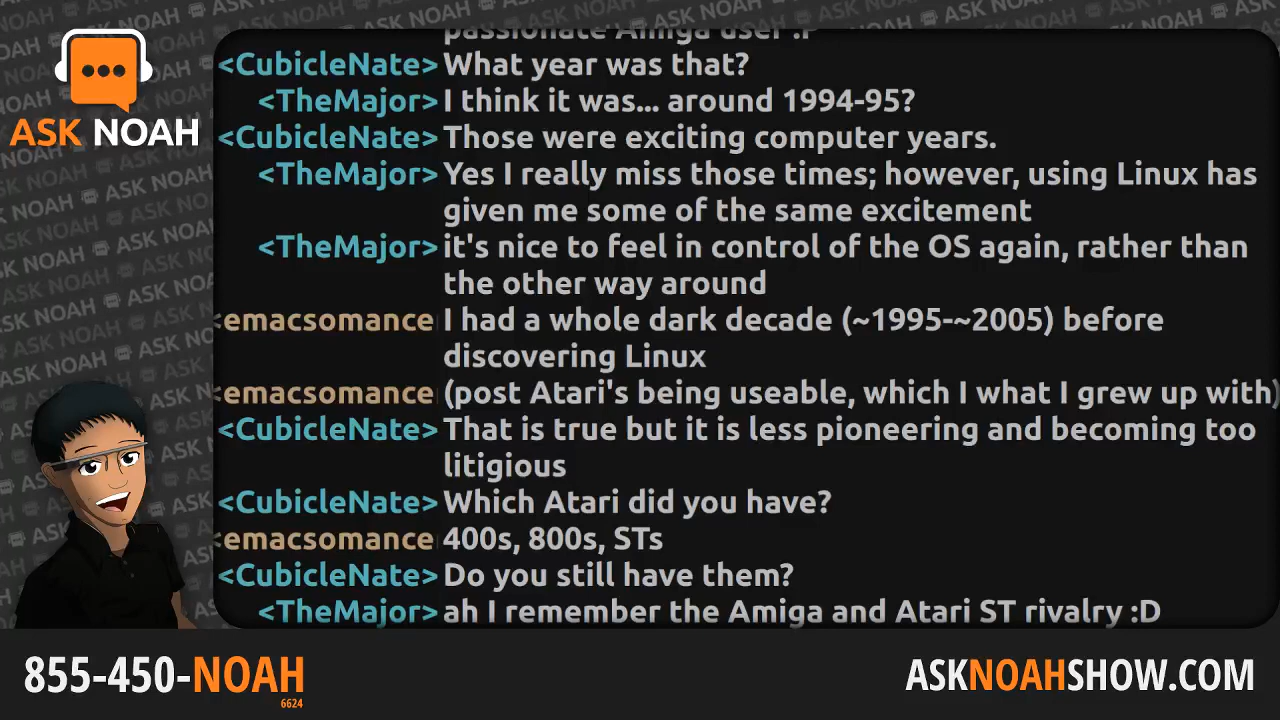 ASK NOAH
passionate Amiga user :P
<CubicleNate> What year was that?
<TheMajor> I think it was... around 1994-95?
<CubicleNate> Those were exciting computer years.
<TheMajor> Yes I really miss those times; however, using Linux has
given me some of the same excitement
<TheMajor> it's nice to feel in control of the OS again, rather than
the other way around
<emacsomance I had a whole dark decade (~1995-~2005) before
discovering Linux
<emacsomance (post Atari's being useable, which I what I grew up with)
<CubicleNate> That is true but it is less pioneering and becoming too
litigious
<CubicleNate> Which Atari did you have?
<emacsomance 400s, 800s, STs
<CubicleNate> Do you still have them?
<TheMajor> ah I remember the Amiga and Atari ST rivalry :D
855-450-NOAH
6624
ASKNOAHSHOW.COM